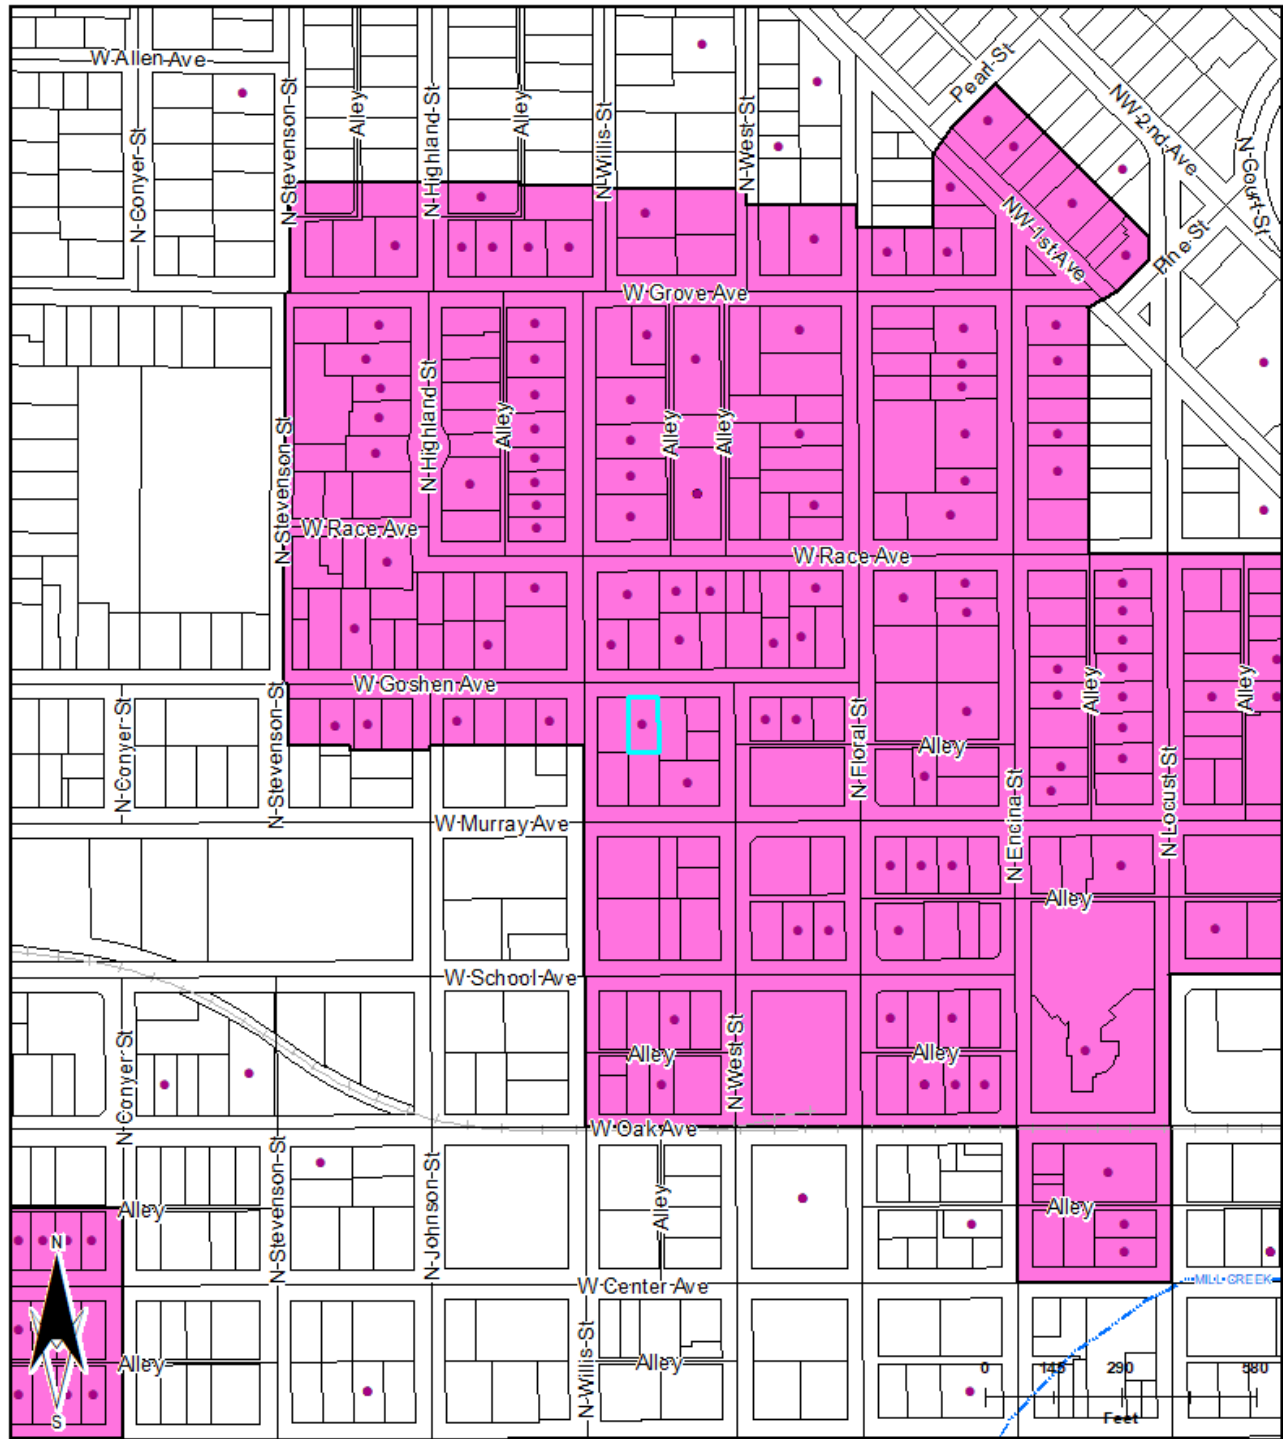 W Allen Ave
N Conyer St
N Stevenson St
Alley
N Highland St
Alley
N Willis St
N West St
Pearl St
NW 2nd Ave
N Court St
NW 1st Ave
Pine St
W Grove Ave
N Stevenson St
N Highland St
Alley
Alley
Alley
W Race Ave
W Race Ave
W Goshen Ave
N Conyer St
N Stevenson St
N Floral St
Alley
N Encina St
Alley
N Locust St
Alley
W Murray Ave
Alley
W School Ave
N Conyer St
Alley
N West St
Alley
W Oak Ave
Alley
N Stevenson St
N Johnson St
Alley
Alley
N
W Center Ave
MILL CREEK
N Willis St
Alley
Alley
0 145 290 580
Feet
S